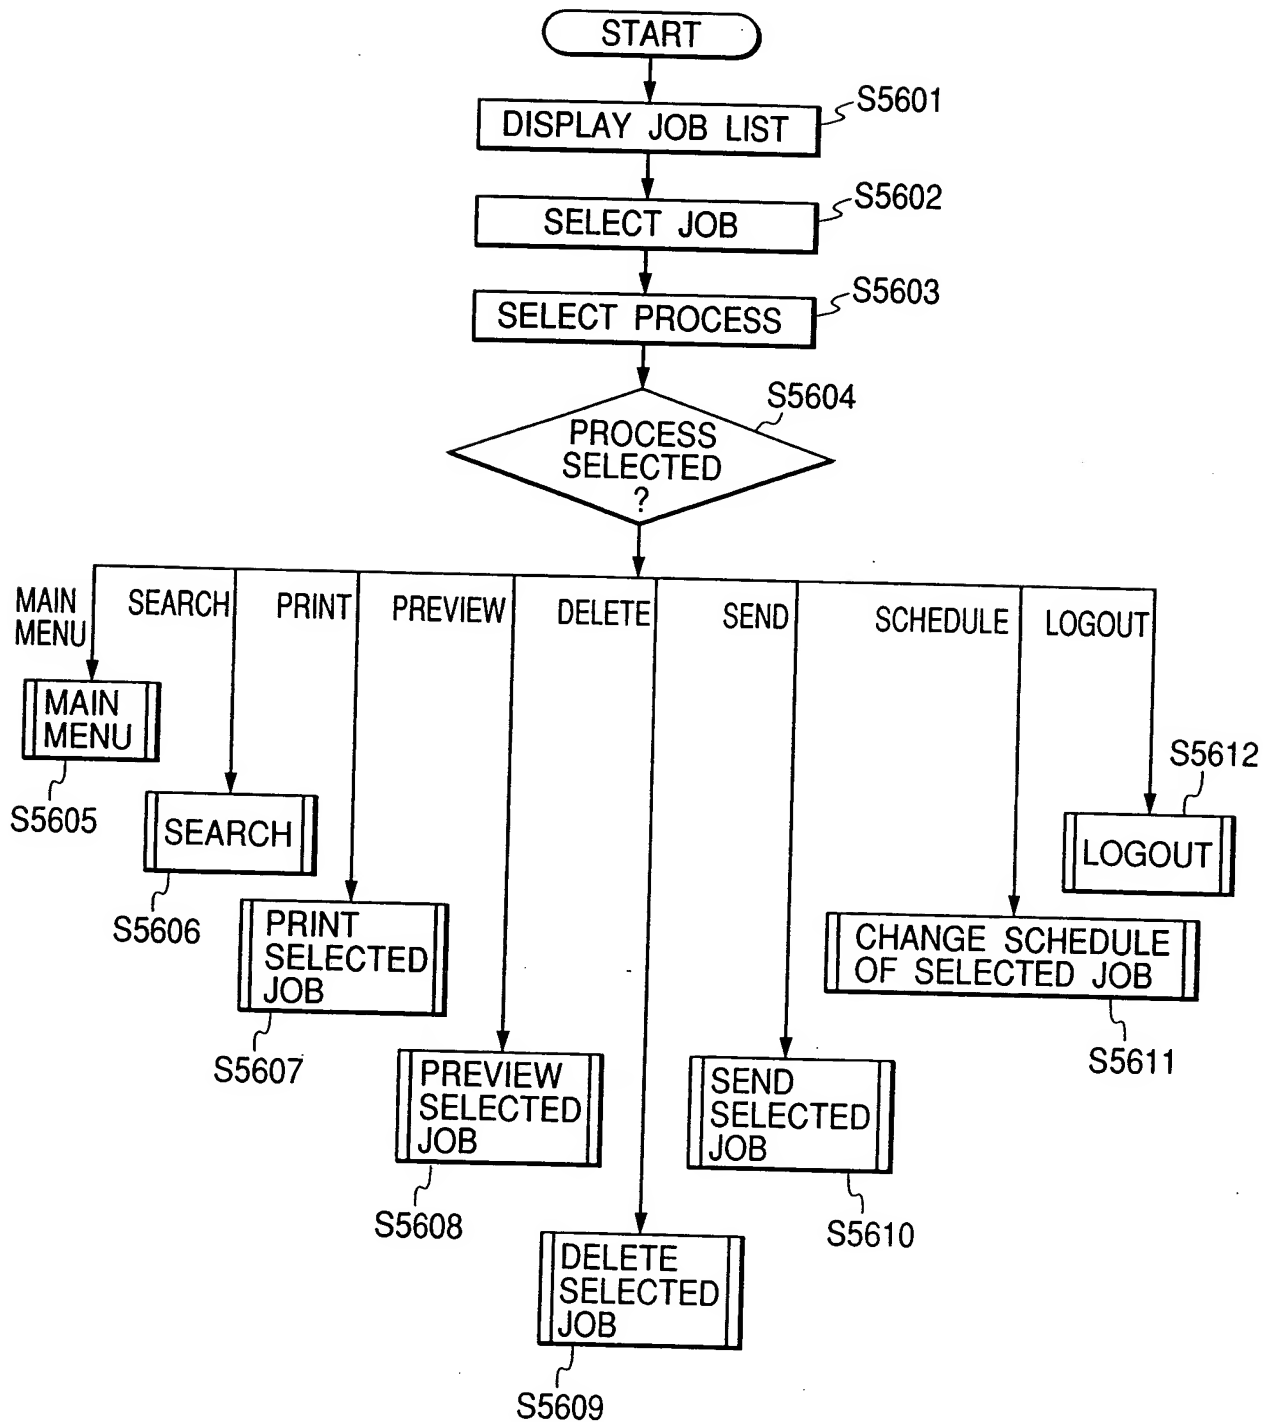 START
S5601
DISPLAY JOB LIST
S5602
SELECT JOB
S5603
SELECT PROCESS
S5604
PROCESS
SELECTED
?
MAIN
MENU
SEARCH
PRINT
PREVIEW
DELETE
SEND
SCHEDULE
LOGOUT
MAIN
MENU
S5605
SEARCH
S5606
PRINT
SELECTED
JOB
S5607
PREVIEW
SELECTED
JOB
S5608
DELETE
SELECTED
JOB
S5609
SEND
SELECTED
JOB
S5610
CHANGE SCHEDULE
OF SELECTED JOB
S5611
S5612
LOGOUT